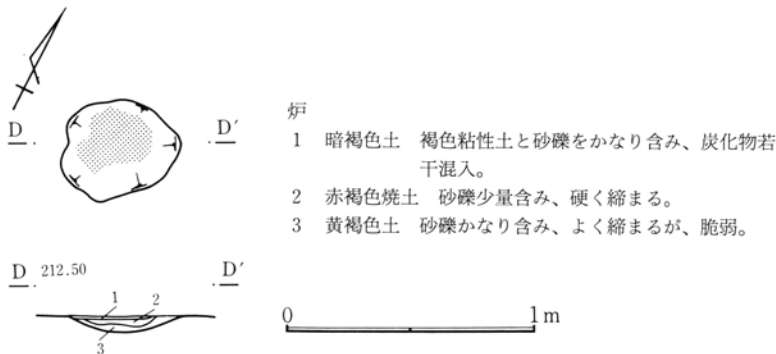 D D′
炉
1 暗褐色土 褐色粘性土と砂礫をかなり含み、炭化物若
干混入。
2 赤褐色焼土 砂礫少量含み、硬く締まる。
3 黄褐色土 砂礫かなり含み、よく締まるが、脆弱。
D 212.50 D′
1 2
3
0 1m